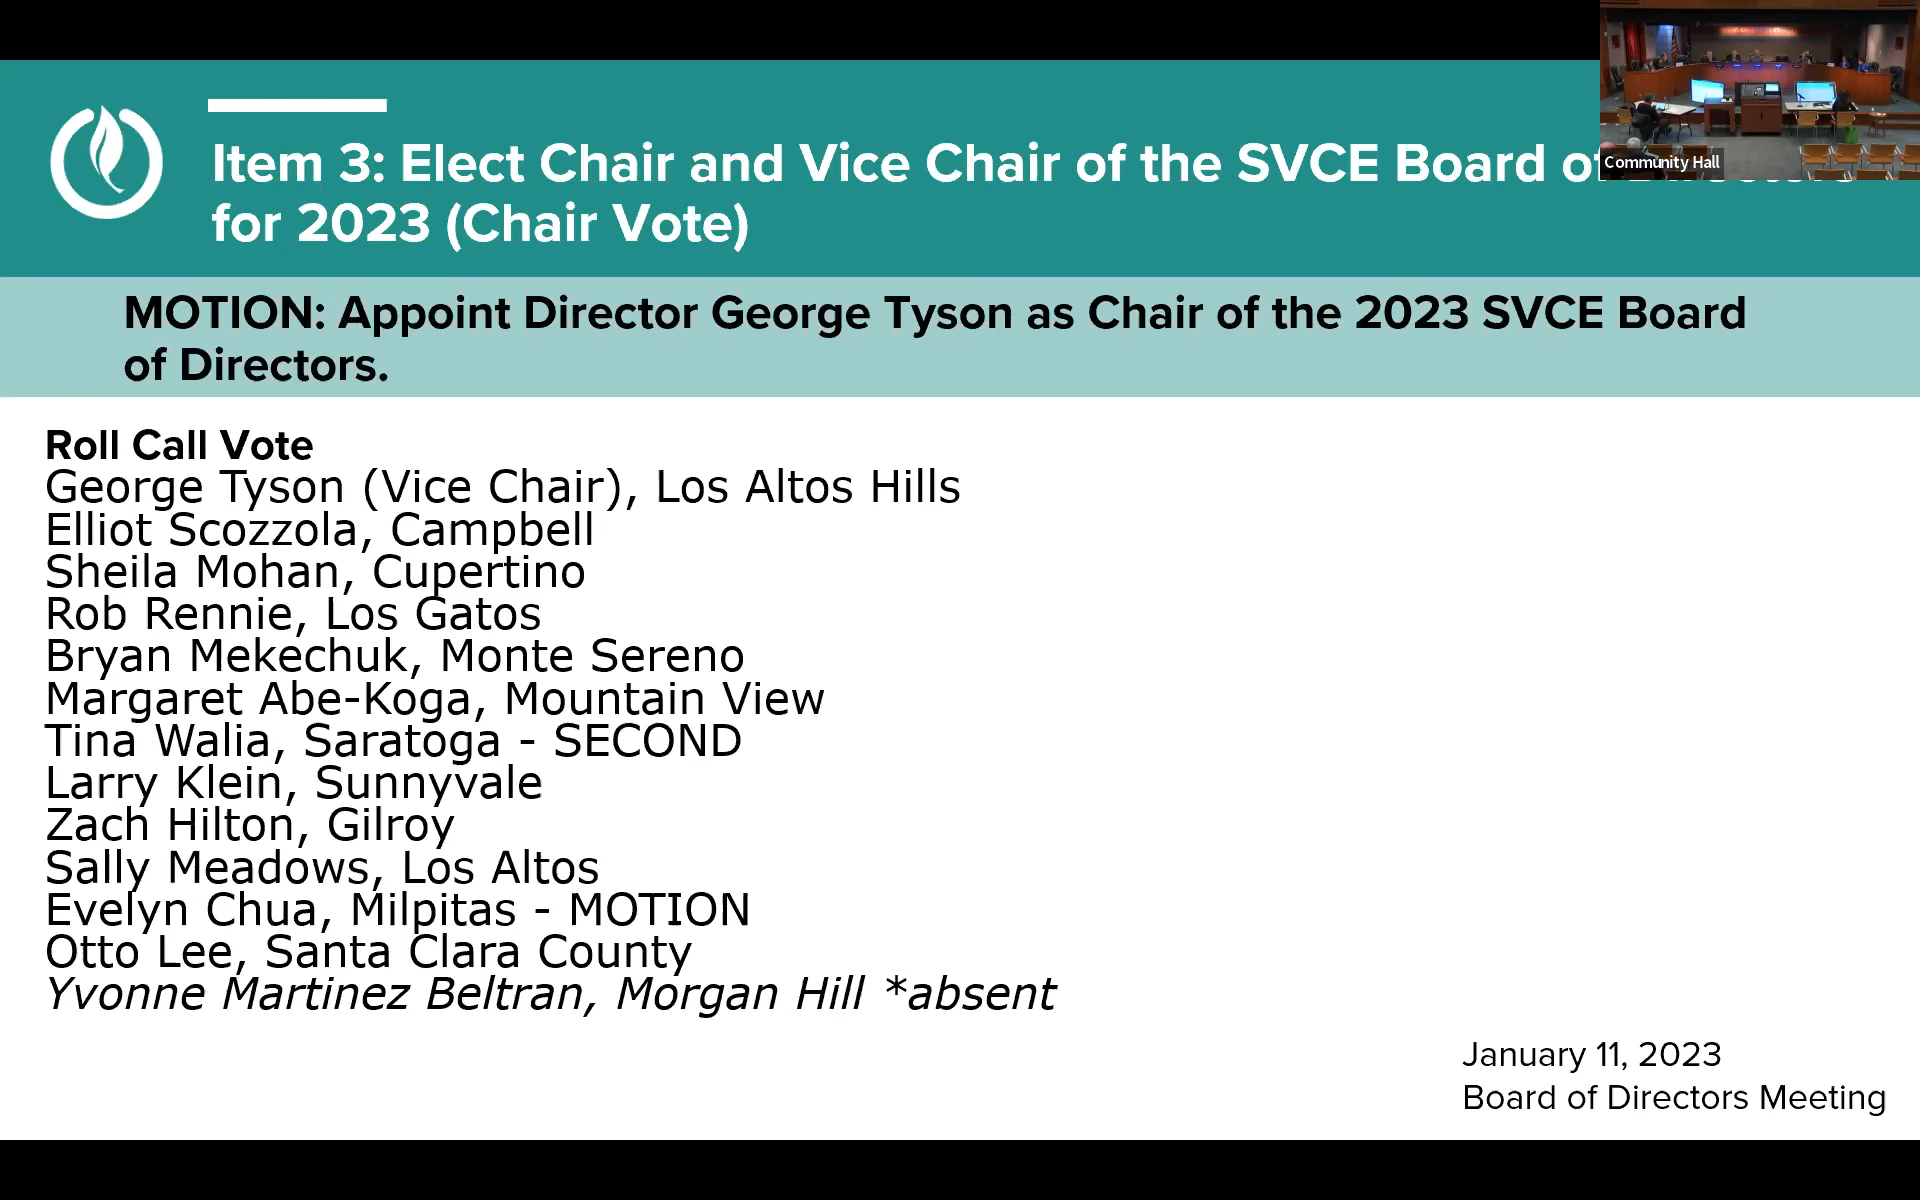 Item 3: Elect Chair and Vice Chair of the SVCE Board of
for 2023 (Chair Vote)
Community Hall
MOTION: Appoint Director George Tyson as Chair of the 2023 SVCE Board
of Directors.
Roll Call Vote
George Tyson (Vice Chair), Los Altos Hills
Elliot Scozzola, Campbell
Sheila Mohan, Cupertino
Rob Rennie, Los Gatos
Bryan Mekechuk, Monte Sereno
Margaret Abe-Koga, Mountain View
Tina Walia, Saratoga - SECOND
Larry Klein, Sunnyvale
Zach Hilton, Gilroy
Sally Meadows, Los Altos
Evelyn Chua, Milpitas - MOTION
Otto Lee, Santa Clara County
Yvonne Martinez Beltran, Morgan Hill *absent
January 11, 2023
Board of Directors Meeting